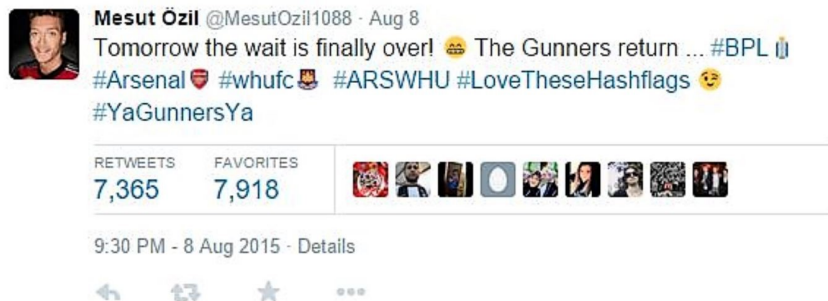 Mesut Özil @MesutOzil1088 · Aug 8
Tomorrow the wait is finally over! 😁 The Gunners return ... #BPL
#Arsenal #whufc #ARSWHU #LoveTheseHashflags 😉
#YaGunnersYa
RETWEETS FAVORITES
7,365 7,918
9:30 PM - 8 Aug 2015 · Details